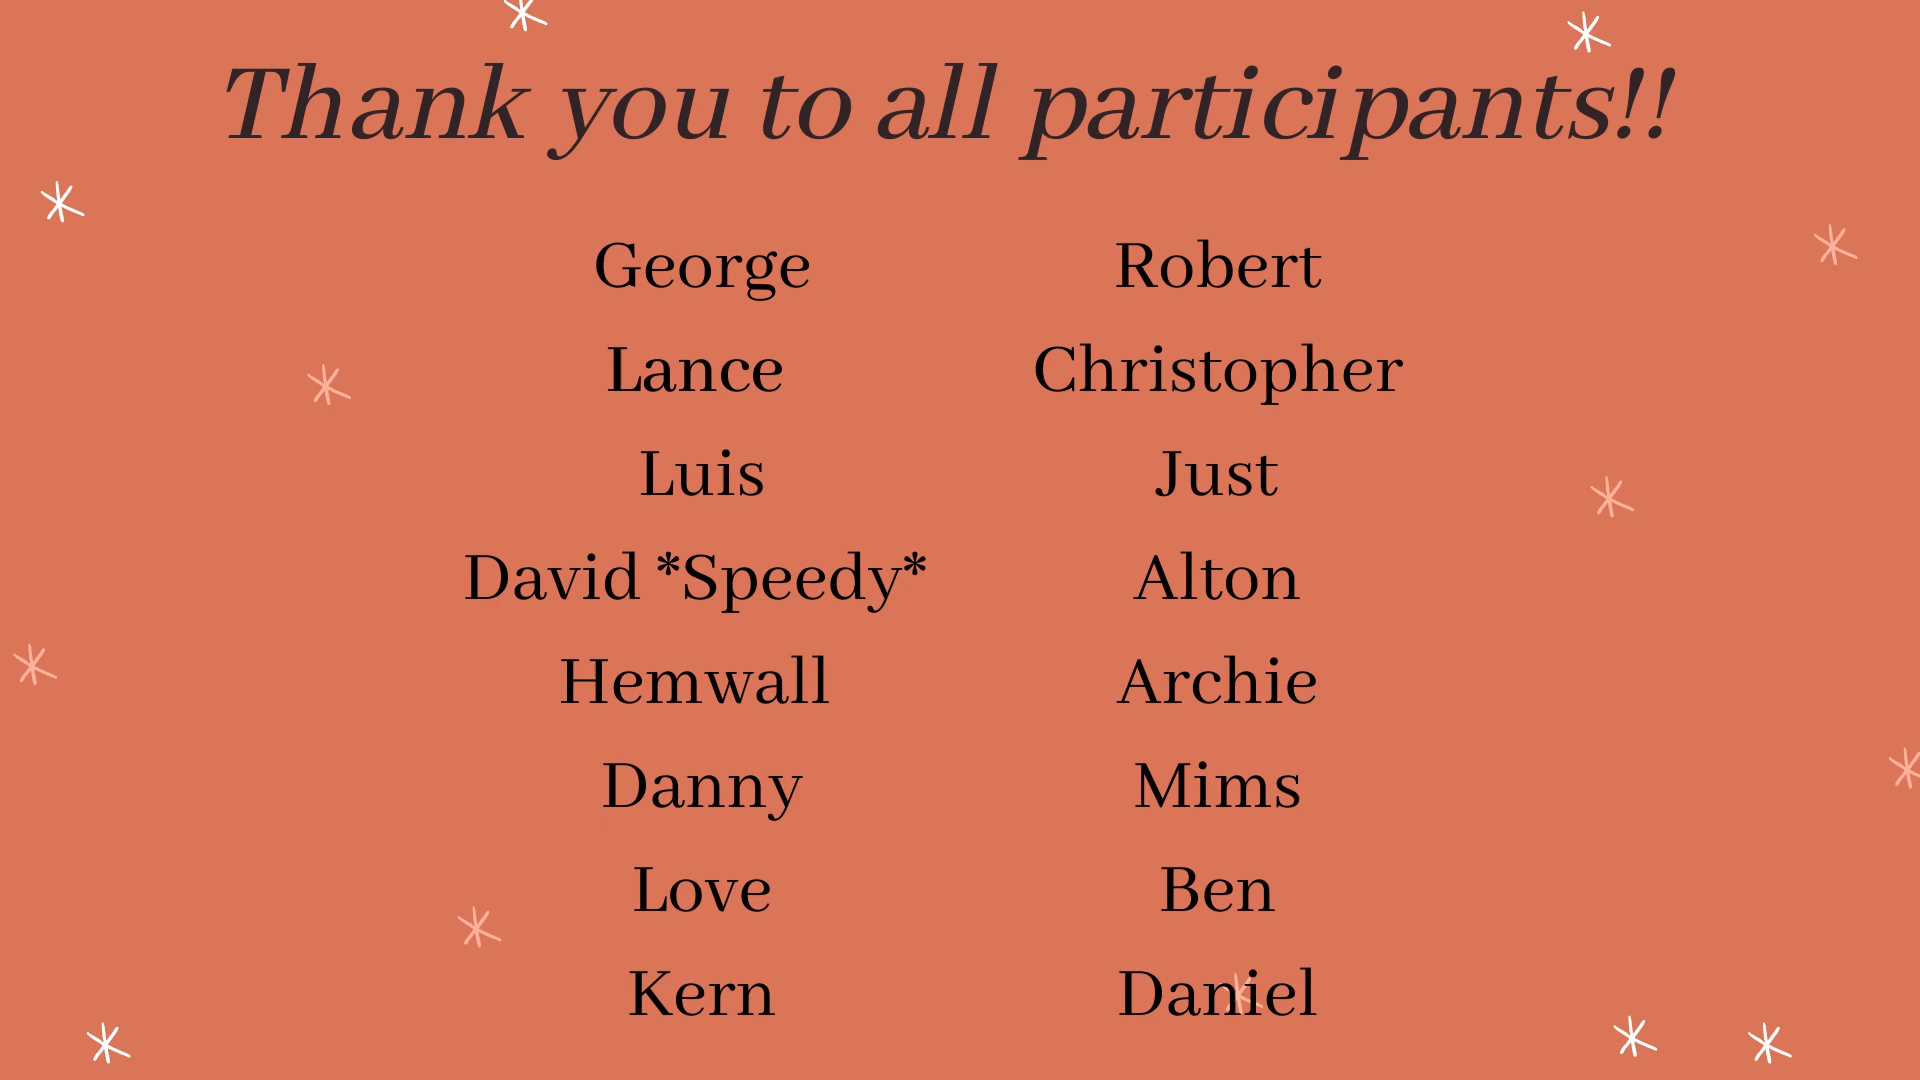 Thank you to all participants!!
George
Lance
Luis
David *Speedy*
Hemwall
Danny
Love
Kern
Robert
Christopher
Just
Alton
Archie
Mims
Ben
Daniel